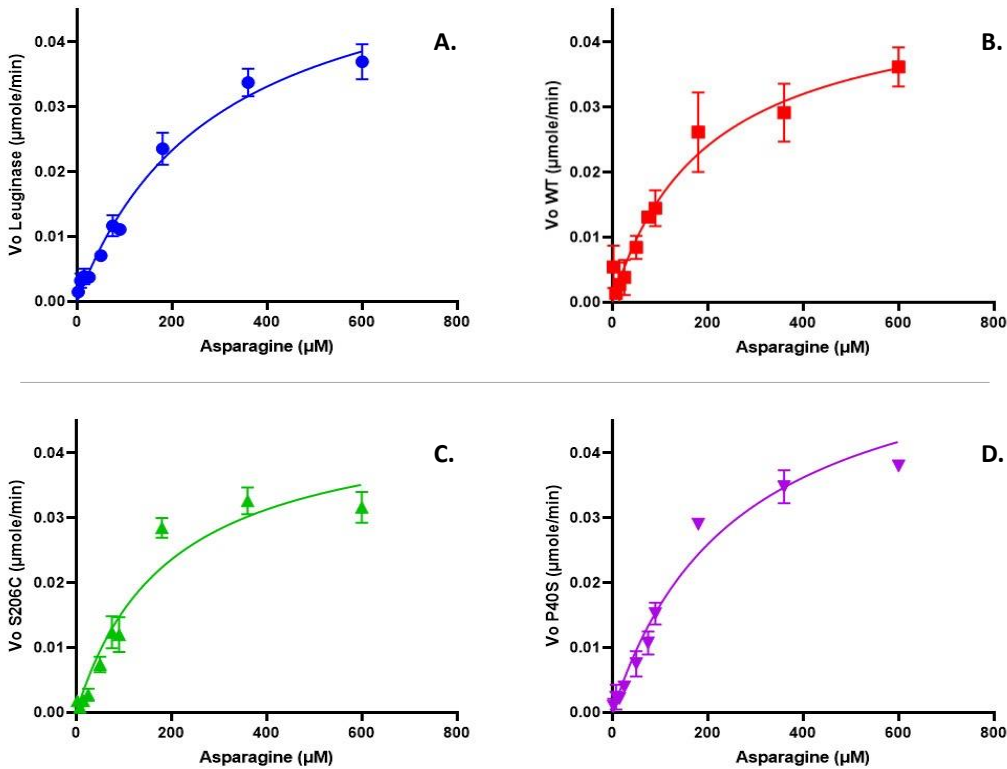 A.
Vo Leuginase (μmole/min)
0.04
0.03
0.02
0.01
0.00
0 200 400 600 800
Asparagine (μM)
B.
Vo WT (μmole/min)
0.04
0.03
0.02
0.01
0.00
0 200 400 600 800
Asparagine (μM)
C.
Vo S206C (μmole/min)
0.04
0.03
0.02
0.01
0.00
0 200 400 600 800
Asparagine (μM)
D.
Vo P40S (μmole/min)
0.04
0.03
0.02
0.01
0.00
0 200 400 600 800
Asparagine (μM)